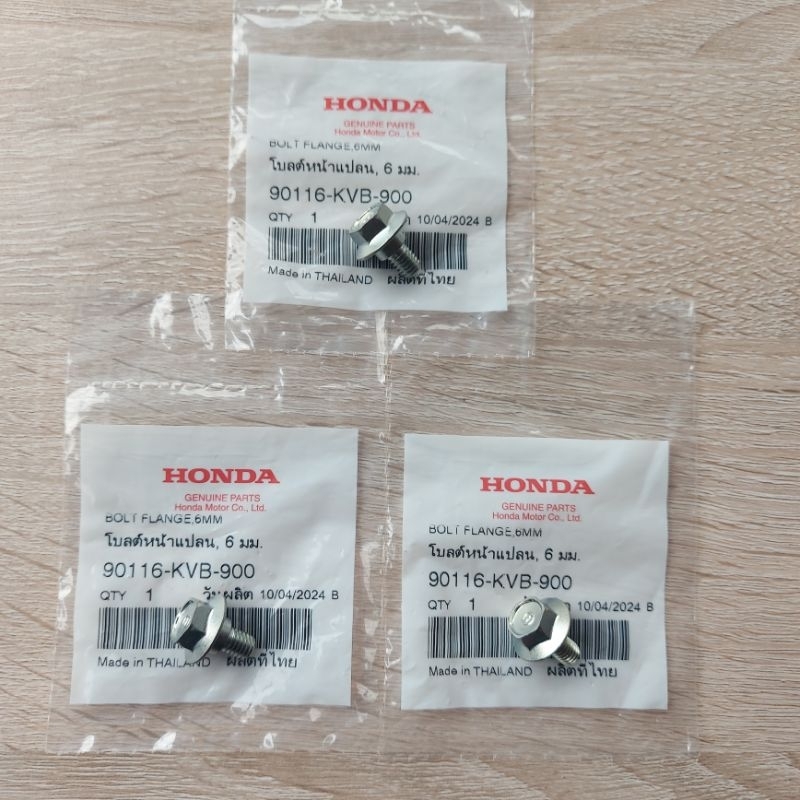 HONDA
GENUINE PARTS
Honda Motor Co., Ltd.
BOLT FLANGE,6MM
โบลต์หน้าแปลน, 6 มม.
90116-KVB-900
QTY 1 10/04/2024 B
Made in THAILAND ผลิตที่ไทย
HONDA
GENUINE PARTS
Honda Motor Co., Ltd.
BOLT FLANGE,6MM
โบลต์หน้าแปลน, 6 มม.
90116-KVB-900
QTY 1 วันผลิต 10/04/2024 B
Made in THAILAND ผลิตที่ไทย
HONDA
GENUINE PARTS
Honda Motor Co., Ltd.
BOLT FLANGE,6MM
โบลต์หน้าแปลน, 6 มม.
90116-KVB-900
QTY 1 10/04/2024 B
Made in THAILAND ผลิตที่ไทย